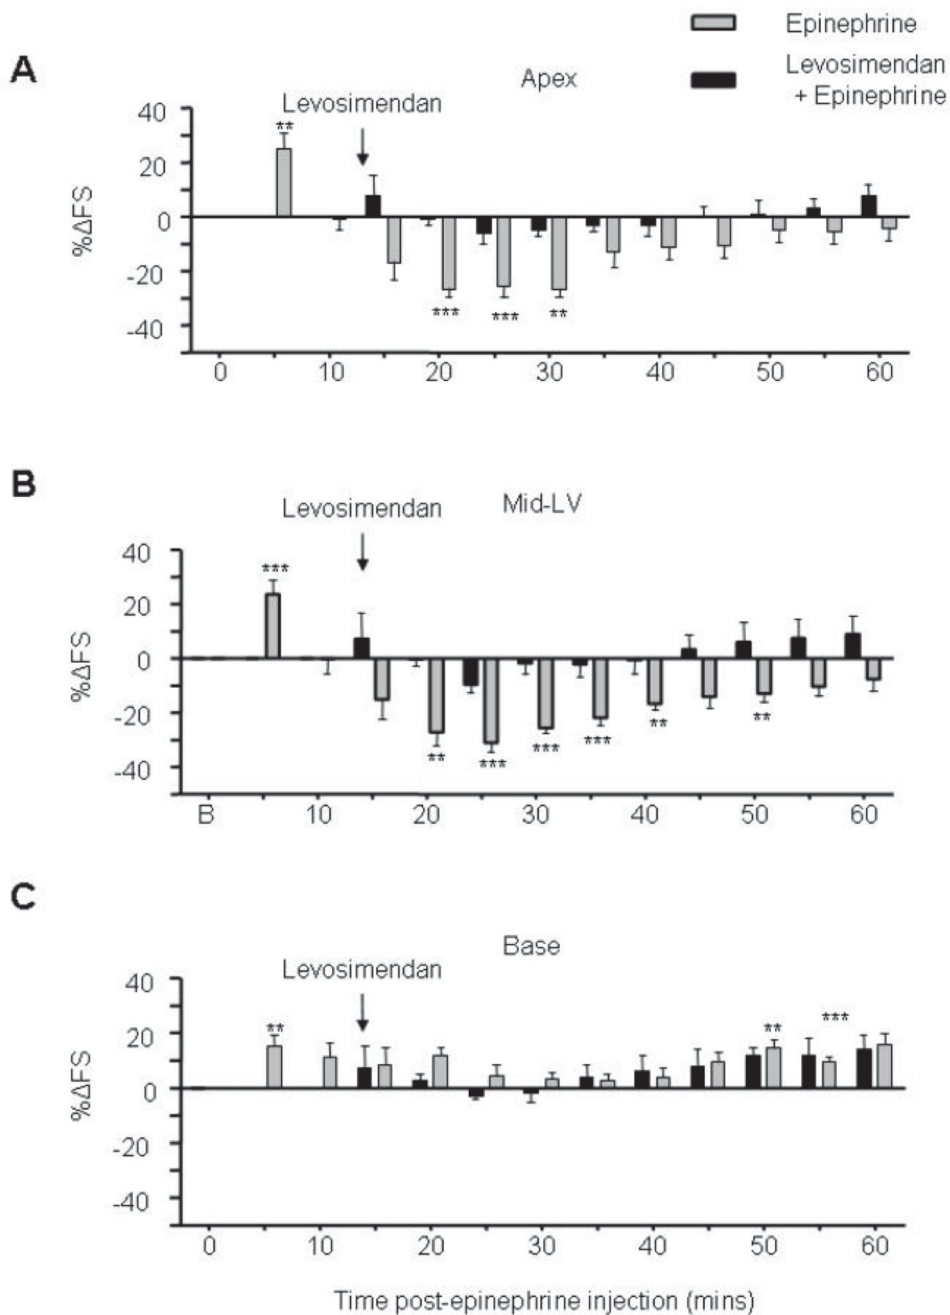 Epinephrine
Levosimendan
+ Epinephrine
A
Apex
Levosimendan
40
20
0
-20
-40
%ΔFS
**
***
***
**
0 10 20 30 40 50 60
B
Mid-LV
Levosimendan
40
20
0
-20
-40
%ΔFS
***
**
***
***
***
**
**
B 10 20 30 40 50 60
C
Base
Levosimendan
40
20
0
-20
-40
%ΔFS
**
**
***
0 10 20 30 40 50 60
Time post-epinephrine injection (mins)